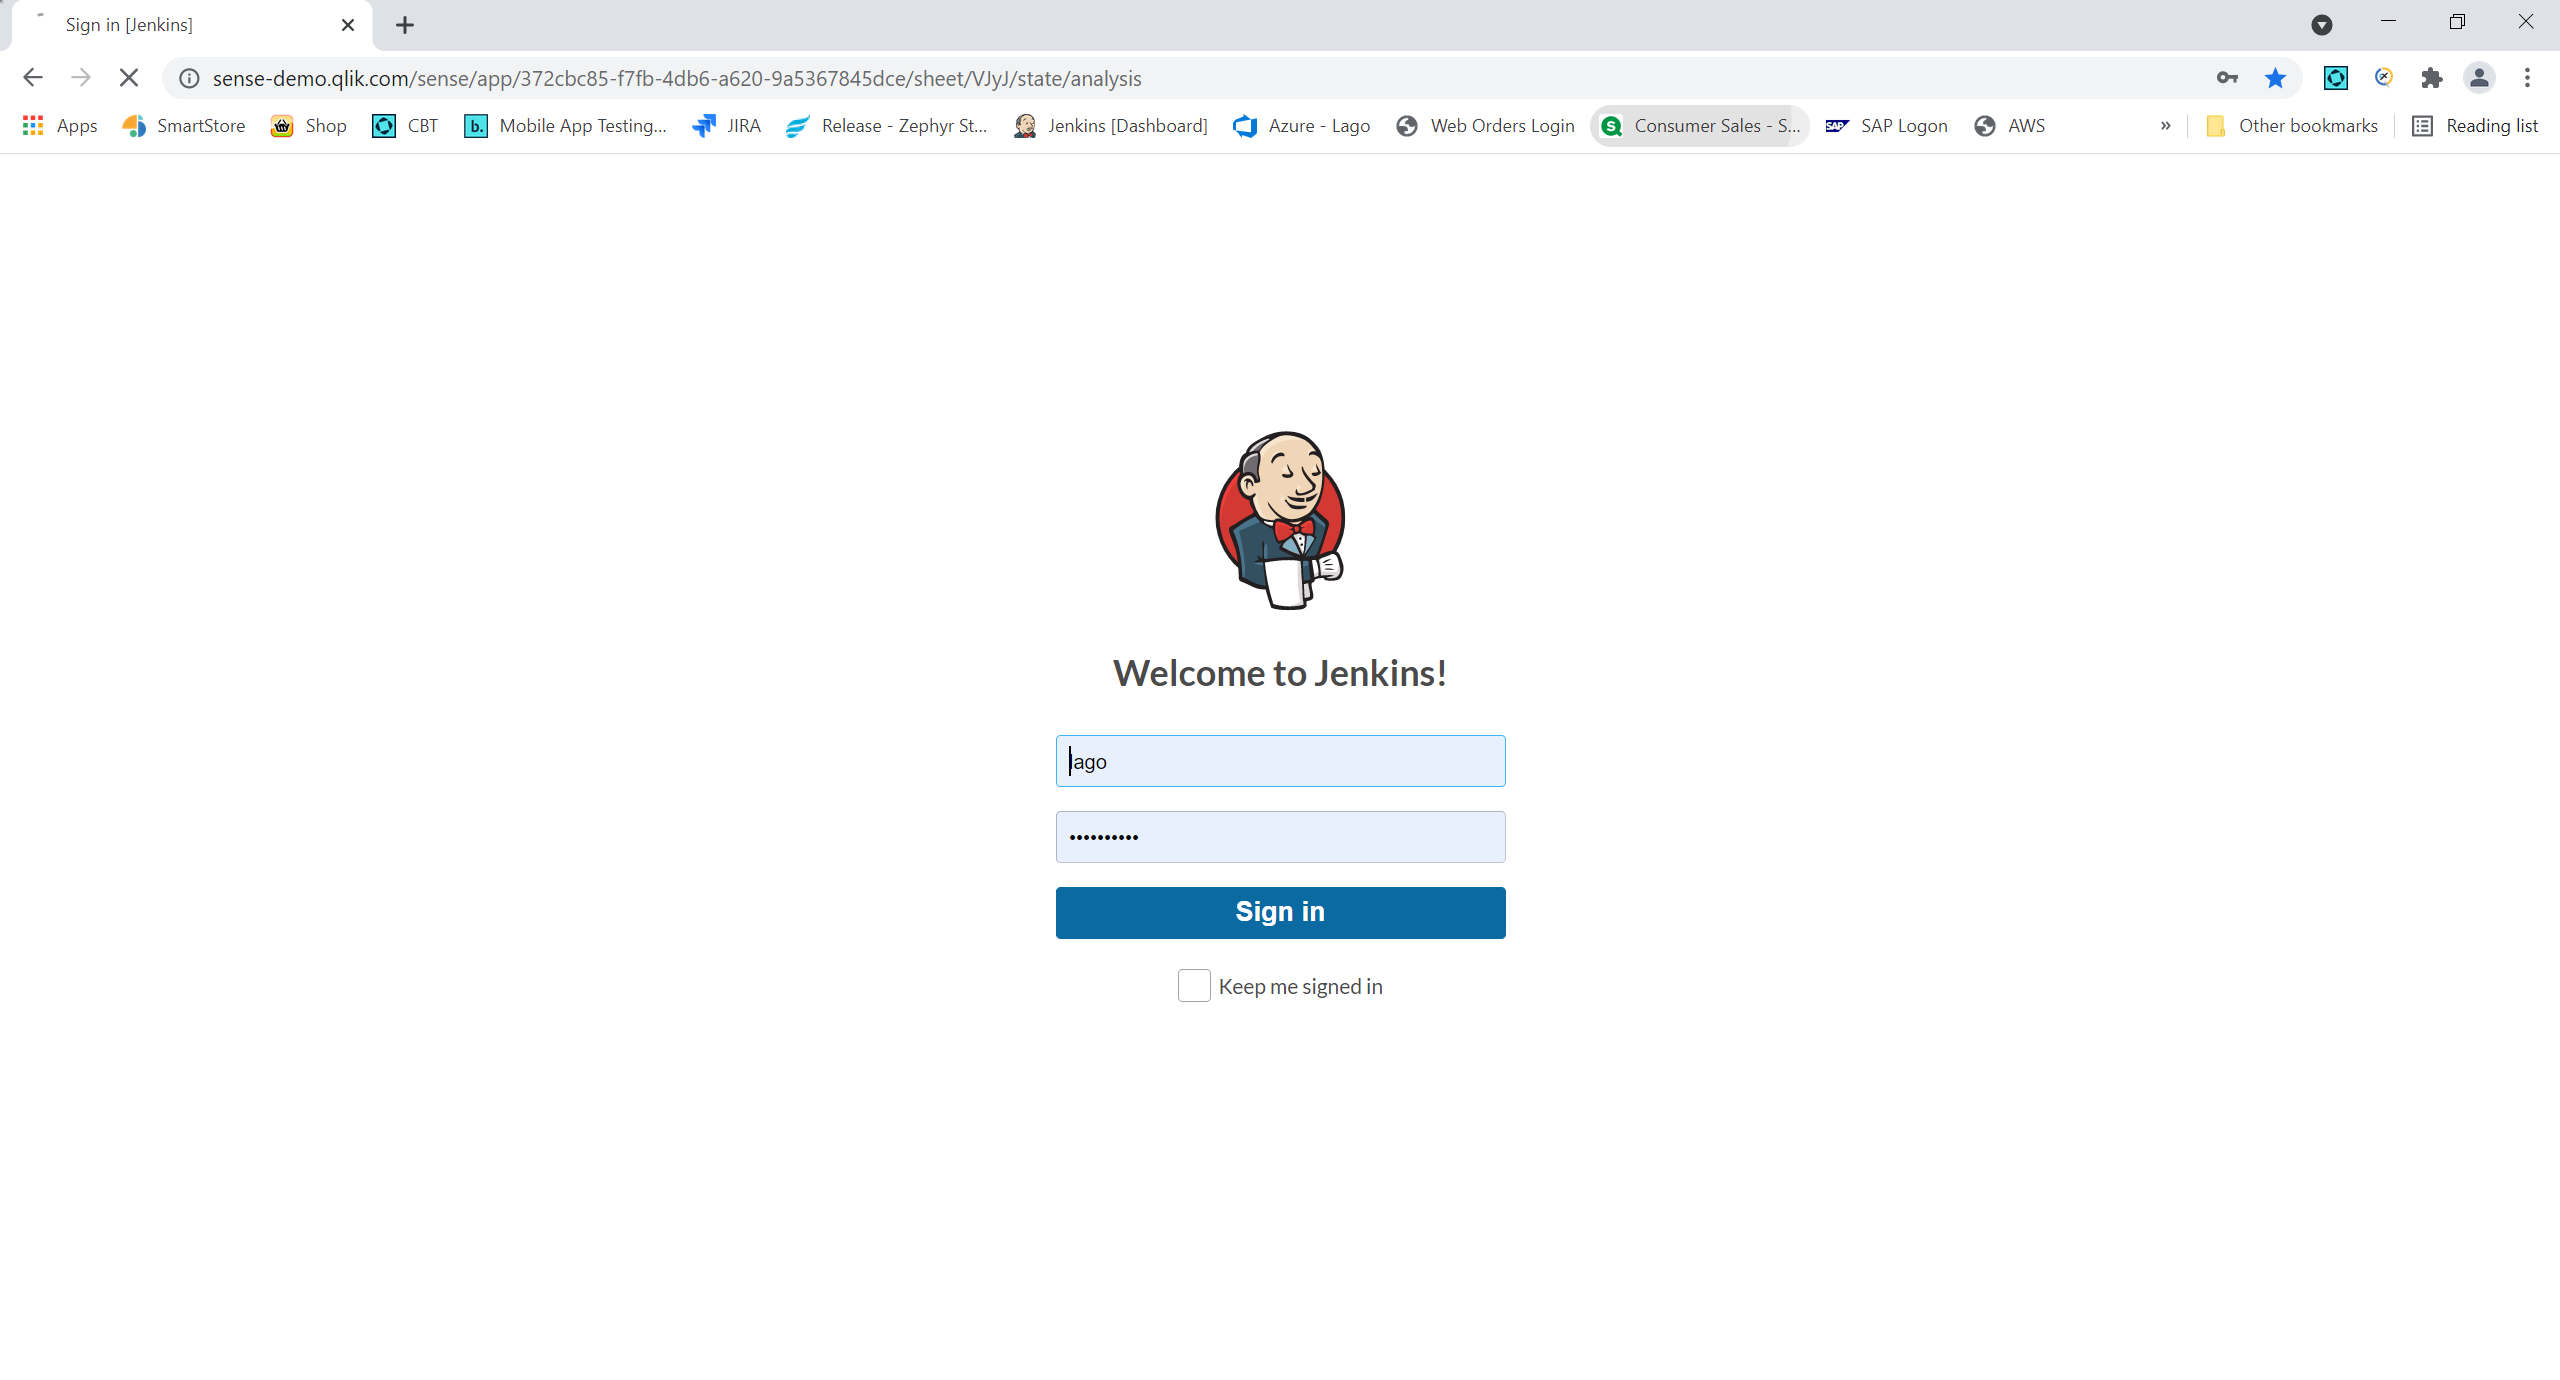 Sign in [Jenkins]
sense-demo.qlik.com/sense/app/372cbc85-f7fb-4db6-a620-9a5367845dce/sheet/VJyJ/state/analysis
Apps SmartStore Shop CBT b. Mobile App Testing... JIRA Release - Zephyr St... Jenkins [Dashboard] Azure - Lago Web Orders Login S Consumer Sales - S... SAP SAP Logon AWS » Other bookmarks Reading list
Welcome to Jenkins!
lago
••••••••••
Sign in
Keep me signed in